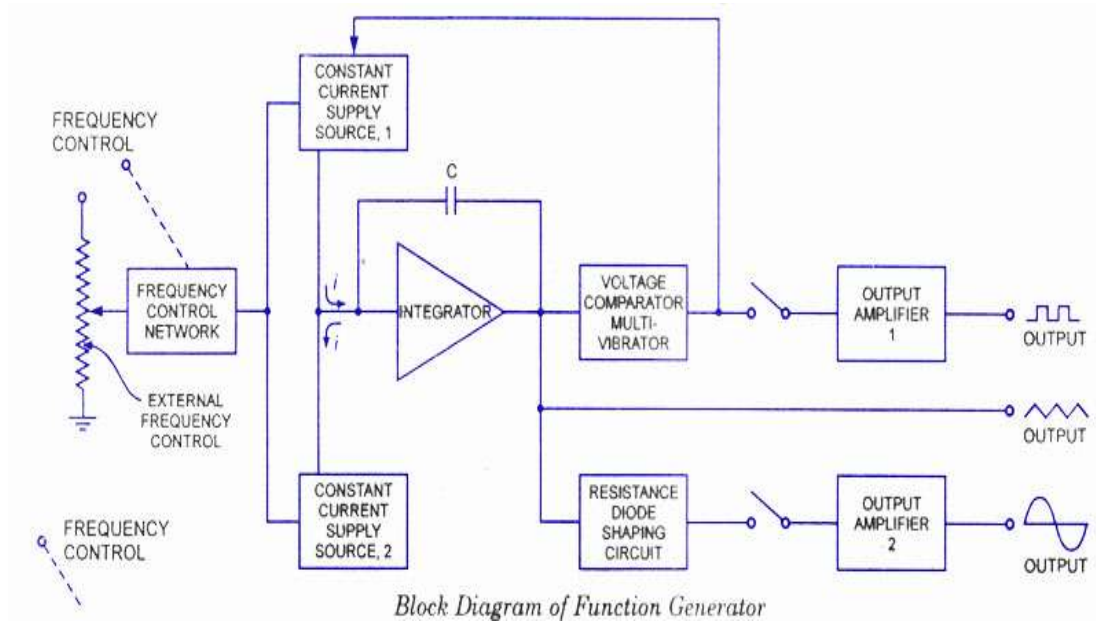 CONSTANT
CURRENT
SUPPLY
SOURCE, 1
FREQUENCY
CONTROL
C
FREQUENCY
CONTROL
NETWORK
i
i
INTEGRATOR
VOLTAGE
COMPARATOR
MULTI-
VIBRATOR
OUTPUT
AMPLIFIER
1
OUTPUT
EXTERNAL
FREQUENCY
CONTROL
OUTPUT
CONSTANT
CURRENT
SUPPLY
SOURCE, 2
RESISTANCE
DIODE
SHAPING
CIRCUIT
OUTPUT
AMPLIFIER
2
OUTPUT
FREQUENCY
CONTROL
Block Diagram of Function Generator